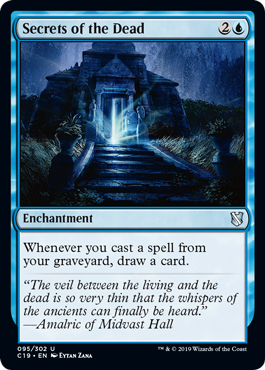 Secrets of the Dead 2
Enchantment
Whenever you cast a spell from
your graveyard, draw a card.
“The veil between the living and the
dead is so very thin that the whispers of
the ancients can finally be heard.”
—Amalric of Midvast Hall
095/302 U
C19 • EN Eytan Zana
™ & © 2019 Wizards of the Coast